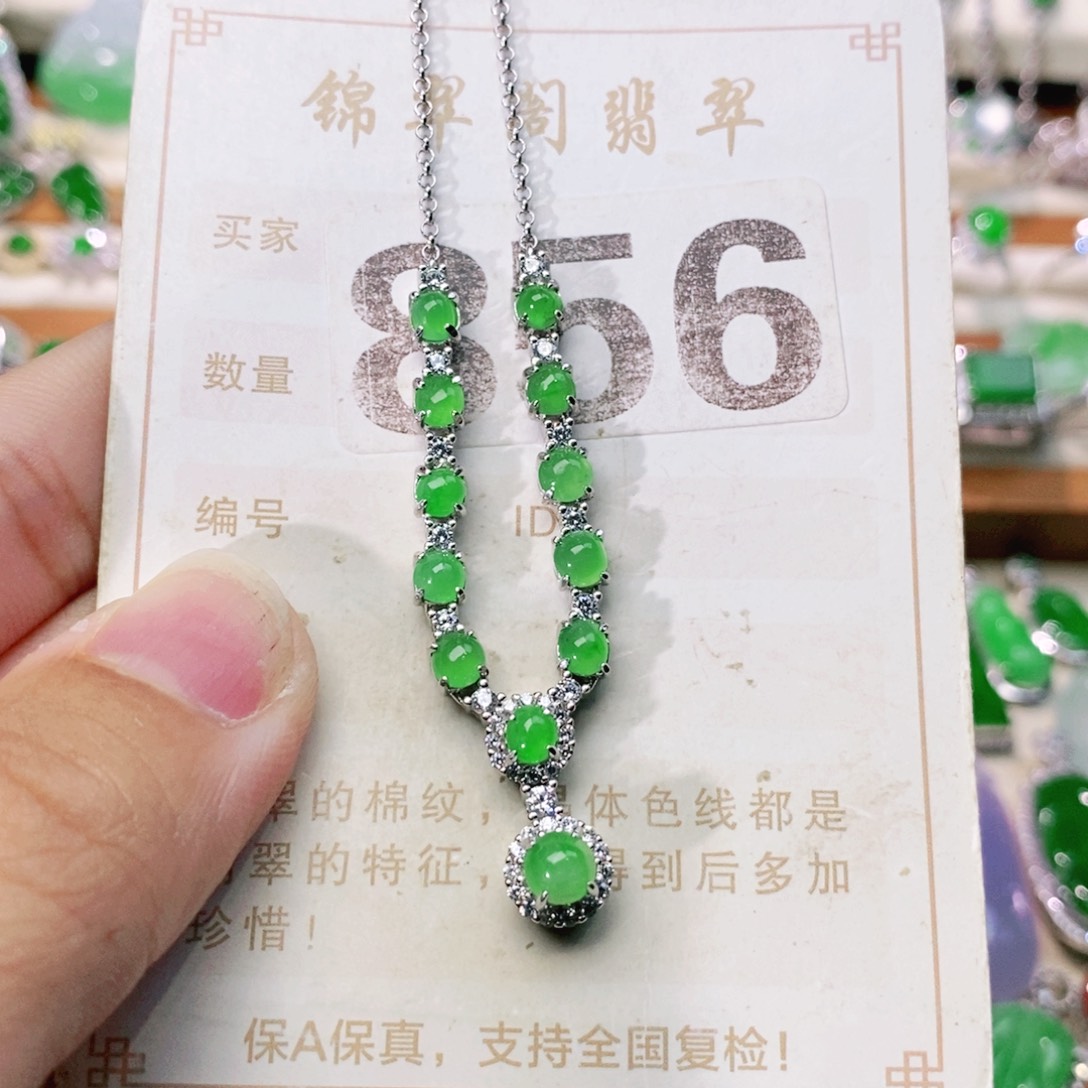 锦翠阁翡翠
买家
856
数量
编号 ID
翠的棉纹, 体色线都是
翠的特征, 得到后多加
珍惜!
保A保真,支持全国复检!